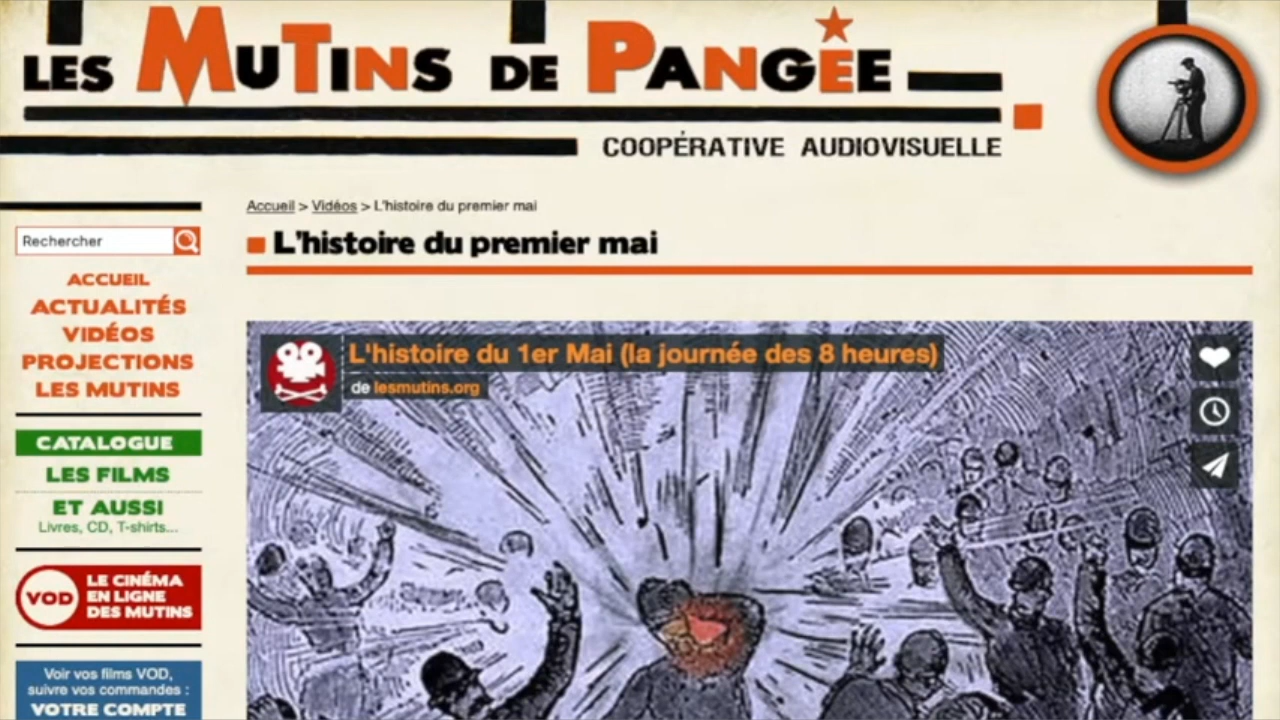 LES MUTINS DE PANGÉE
COOPÉRATIVE AUDIOVISUELLE
Accueil > Vidéos > L'histoire du premier mai
L'histoire du premier mai
Rechercher
ACCUEIL
ACTUALITÉS
VIDÉOS
PROJECTIONS
LES MUTINS
CATALOGUE
LES FILMS
ET AUSSI
Livres, CD, T-shirts...
VOD
LE CINÉMA
EN LIGNE
DES MUTINS
Voir vos films VOD,
suivre vos commandes :
VOTRE COMPTE
L'histoire du 1er Mai (la journée des 8 heures)
de lesmutins.org